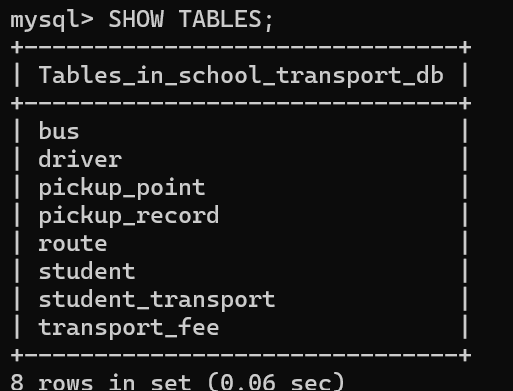 mysql> SHOW TABLES;
+-------------------------------+
| Tables_in_school_transport_db |
+-------------------------------+
| bus                           |
| driver                        |
| pickup_point                  |
| pickup_record                 |
| route                         |
| student                       |
| student_transport             |
| transport_fee                 |
+-------------------------------+
8 rows in set (0.06 sec)